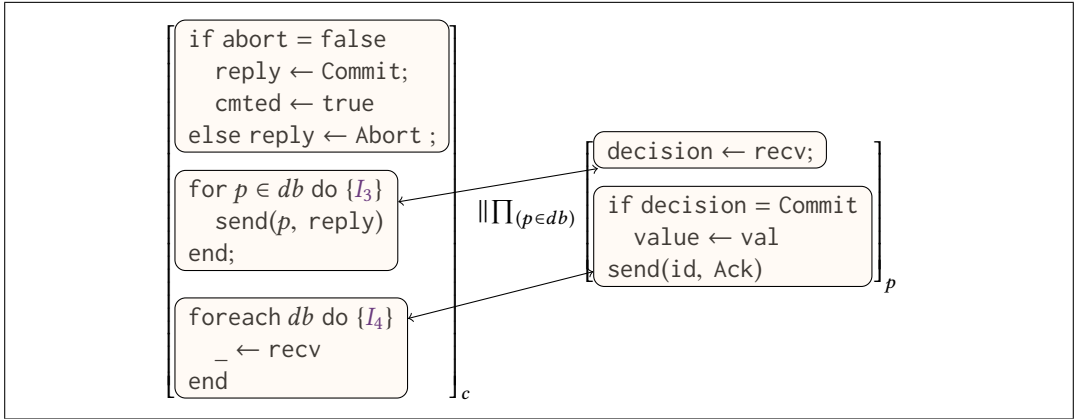 if abort = false
reply ← Commit;
cmted ← true
else reply ← Abort ;
for p ∈ db do {I₃}
send(p, reply)
end;
foreach db do {I₄}
_ ← recv
end
c
||∏(p∈db)
decision ← recv;
if decision = Commit
value ← val
send(id, Ack)
p